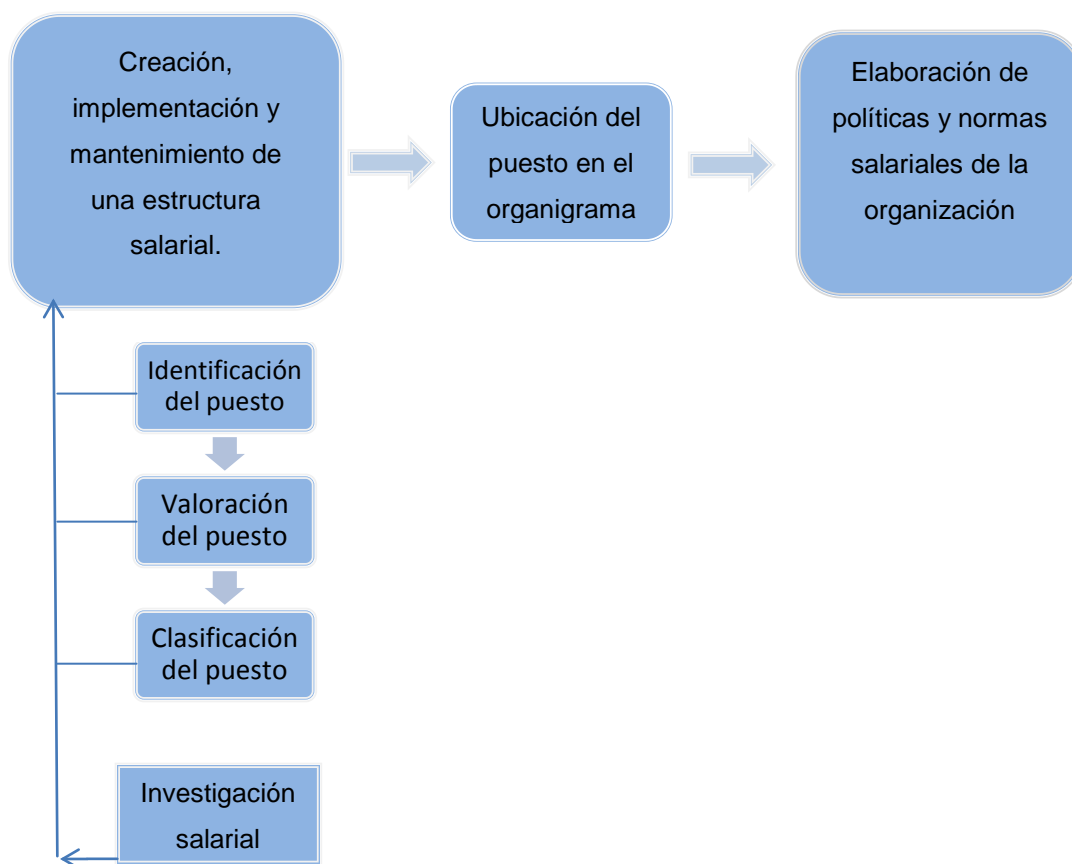 Creación,
implementación y
mantenimiento de
una estructura
salarial.
Ubicación del
puesto en el
organigrama
Elaboración de
políticas y normas
salariales de la
organización
Identificación
del puesto
Valoración
del puesto
Clasificación
del puesto
Investigación
salarial